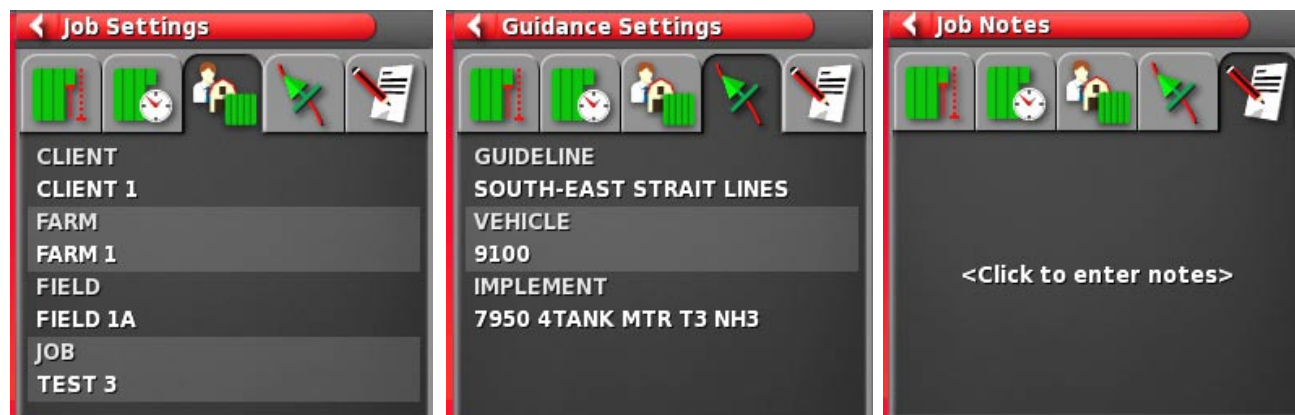 Job Settings
CLIENT
CLIENT 1
FARM
FARM 1
FIELD
FIELD 1A
JOB
TEST 3
Guidance Settings
GUIDELINE
SOUTH-EAST STRAIT LINES
VEHICLE
9100
IMPLEMENT
7950 4TANK MTR T3 NH3
Job Notes
<Click to enter notes>